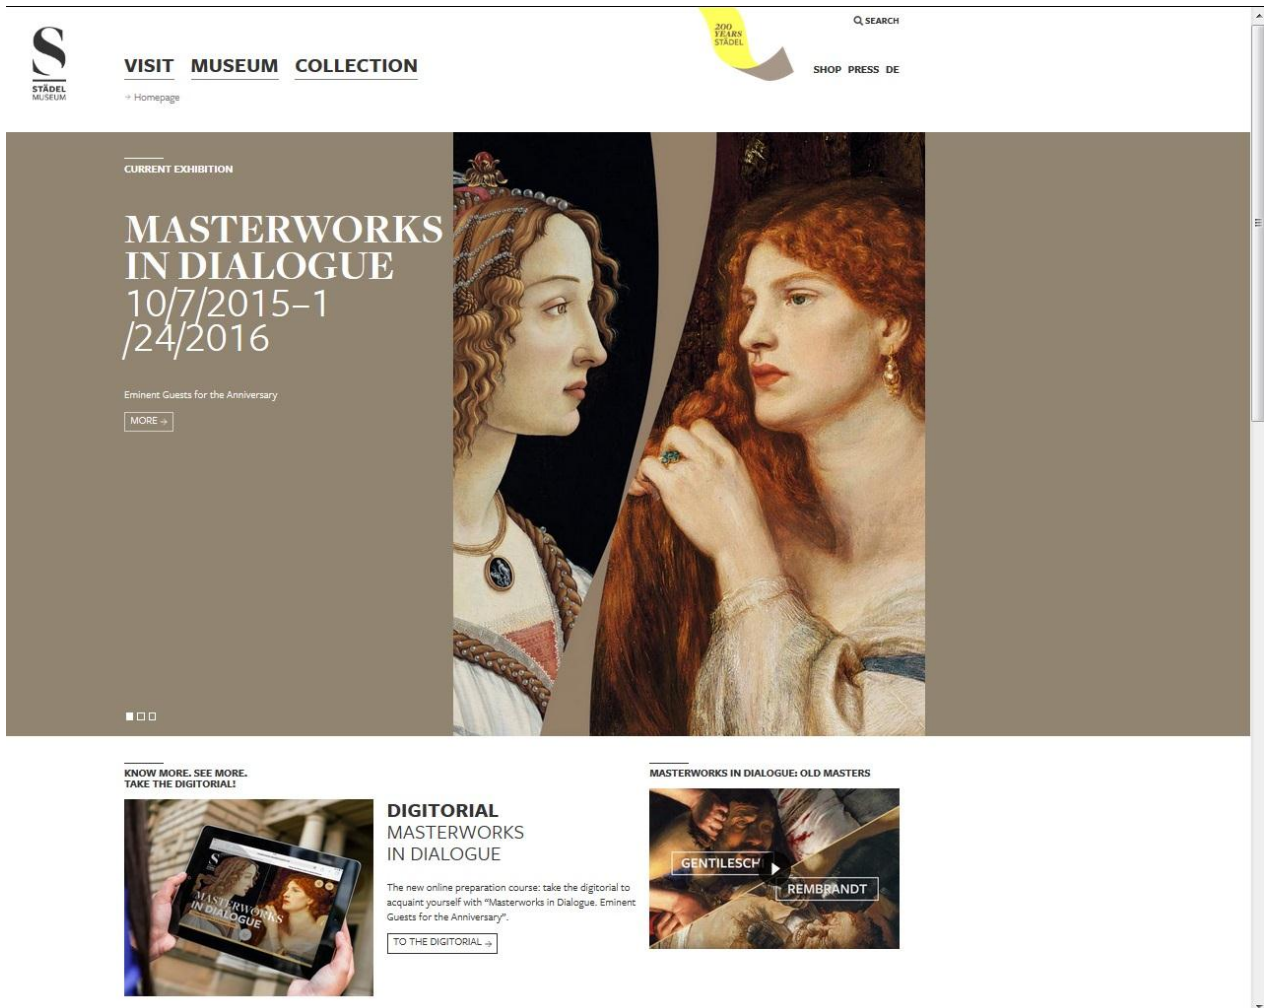 200
YEARS
STÄDEL
SEARCH
STÄDEL
MUSEUM
VISIT MUSEUM COLLECTION
SHOP PRESS DE
Homepage
CURRENT EXHIBITION
MASTERWORKS
IN DIALOGUE
10/7/2015–1
/24/2016
Eminent Guests for the Anniversary
MORE →
KNOW MORE. SEE MORE.
TAKE THE DIGITORIAL!
MASTERWORKS
IN DIALOGUE
DIGITORIAL
MASTERWORKS
IN DIALOGUE
The new online preparation course: take the digitorial to
acquaint yourself with “Masterworks in Dialogue. Eminent
Guests for the Anniversary”.
TO THE DIGITORIAL →
MASTERWORKS IN DIALOGUE: OLD MASTERS
GENTILESCHI
REMBRANDT